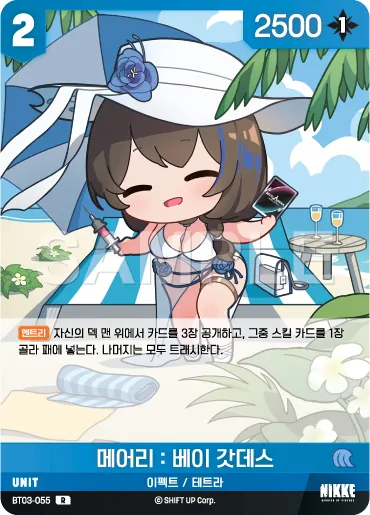 2
2500 1
SAMPLE
엔트리 자신의 덱 맨 위에서 카드를 3장 공개하고, 그중 스킬 카드를 1장
골라 패에 넣는다. 나머지는 모두 트래시한다.
메어리 : 베이 갓데스
UNIT
이펙트 / 테트라
BT03-055 R
ⓒ SHIFT UP Corp.
NIKKE